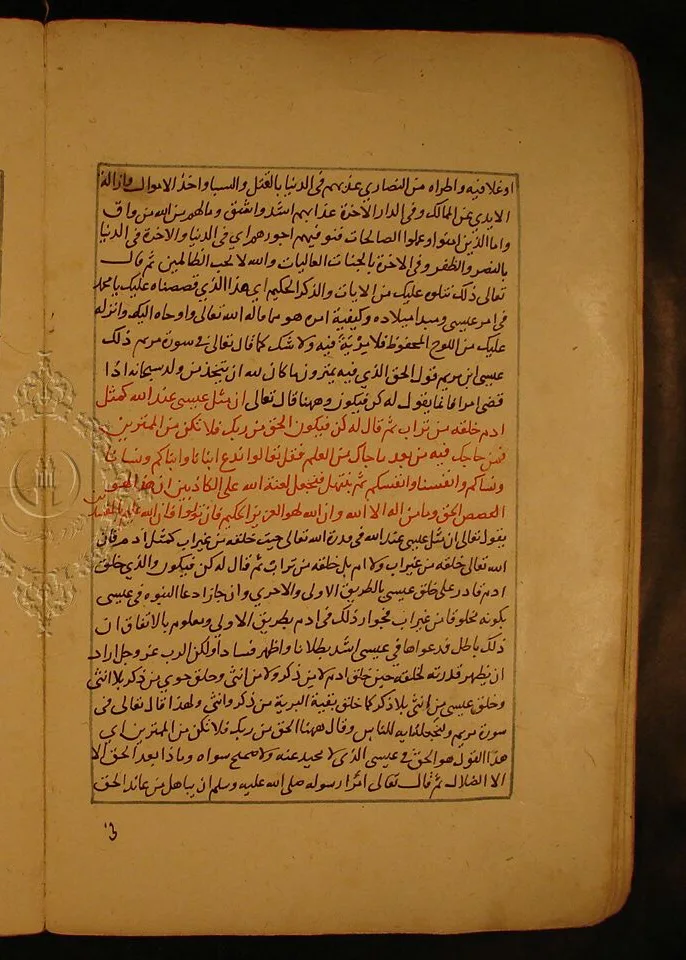 او غلا فيه واطراه من النصارى عذبهم في الدنيا بالقتل والسبا واخذ الاموال وازالة
الايدي عن الممالك وفي الدار الاخرة عذابهم اشد واشق ومالهم من الله من واق
واما الذين امنوا وعملوا الصالحات فنوفيهم اجورهم اي في الدنيا والاخرة في الدنيا
بالنصر والظفر وفي الاخرة بالجنات العاليات والله لا يحب الظالمين ثم قال
تعالى ذلك نتلوه عليك من الايات والذكر الحكيم اي هذا الذي قصصناه عليك يا محمد
في امر عيسى ومبدا ميلاده وكيفية امره هو مما قاله الله تعالى واوحاه اليك وانزله
عليك من اللوح المحفوظ فلا مرية فيه ولا شك كما قال تعالى في سورة مريم ذلك
عيسى ابن مريم قول الحق الذي فيه يمترون ما كان لله ان يتخذ من ولد سبحانه اذا
قضى امرا فانما يقول له كن فيكون وههنا قال تعالى ان مثل عيسى عند الله كمثل
ادم خلقه من تراب ثم قال له كن فيكون الحق من ربك فلا تكن من الممترين
فمن حاجك فيه من بعد ما جاك من العلم فقل تعالوا ندع ابنانا وابناكم ونسانا
ونساكم وانفسنا وانفسكم ثم نبتهل فنجعل لعنة الله على الكاذبين ان هذا لهو
القصص الحق وما من اله الا الله وان الله لهو العزيز الحكيم فان تولوا فان الله عليم بالمفسدين
يقول تعالى ان مثل عيسى عند الله في قدرة الله تعالى حيث خلقه من غير اب كمثل ادم فان
الله تعالى خلقه من غير اب ولا ام بل خلقه من تراب ثم قال له كن فيكون والذي خلق
ادم قادر على خلق عيسى بالطريق الاولى والاحرى وان جاز ادعا البنوه في عيسى
بكونه مخلوقا من غير اب فجواز ذلك في ادم بطريق الاولى ومعلوم بالاتفاق ان
ذلك باطل فدعواها في عيسى اشد بطلانا واظهر فسادا ولكن الرب عز وجل اراد
ان يظهر قدرته لخلقه حين خلق ادم لا من ذكر ولا من انثى وخلق حوى من ذكر بلا انثى
وخلق عيسى من انثى بلا ذكر كما خلق بقية البرية من ذكر وانثى ولهذا قال تعالى في
سورة مريم ولنجعله اية للناس وقال ههنا الحق من ربك فلا تكن من الممترين اي
هذا القول هو الحق في عيسى الذي لا محيد عنه ولا صحيح سواه وماذا بعد الحق الا
الا الضلال ثم قال تعالى امرا رسوله صلى الله عليه وسلم ان يباهل من عاند الحق